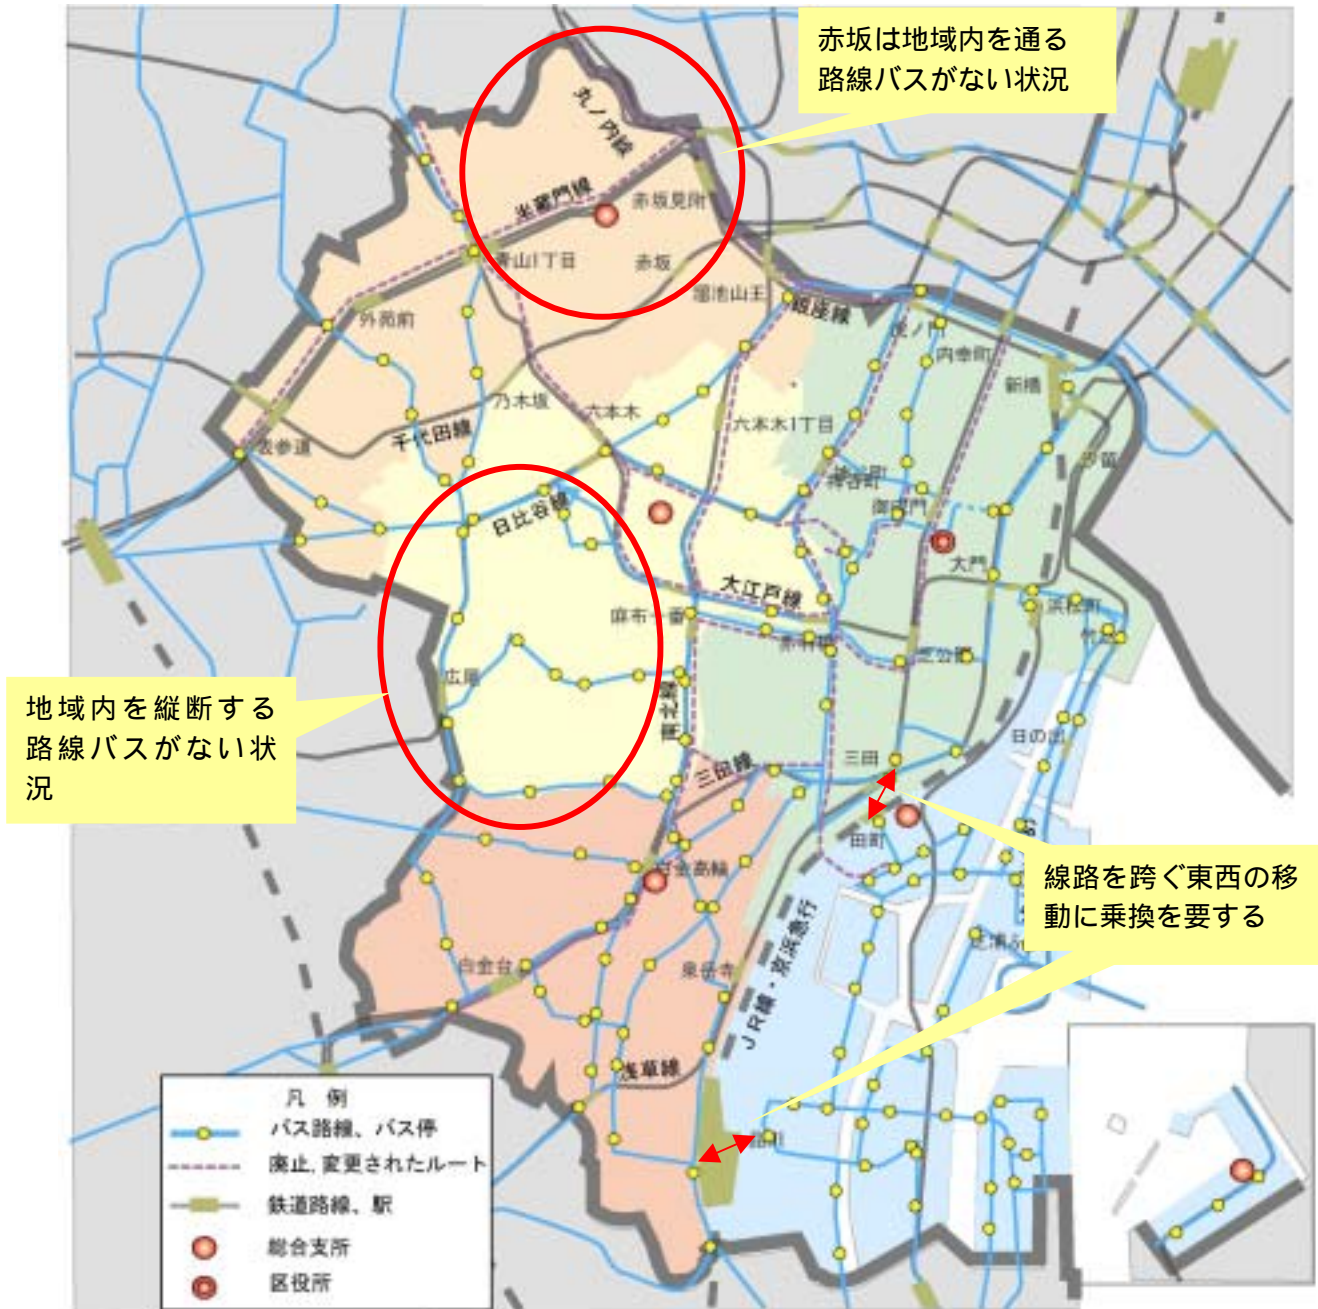 赤坂は地域内を通る
路線バスがない状況
丸ノ内線
半蔵門線
赤坂見附
青山1丁目
赤坂
溜池山王
銀座線
外苑前
虎ノ門
内幸町
新橋
乃木坂
六本木
六本木1丁目
表参道
千代田線
神谷町
汐留
日比谷線
御成門
大門
大江戸線
浜松町
麻布十番
赤羽橋
芝公園
広尾
地域内を縦断する
路線バスがない状
況
南北線
日の出
三田線
三田
田町
線路を跨ぐ東西の移
動に乗換を要する
白金高輪
JR線・京浜急行
白金台
泉岳寺
浅草線
品川
凡 例
バス路線、バス停
廃止、変更されたルート
鉄道路線、駅
総合支所
区役所